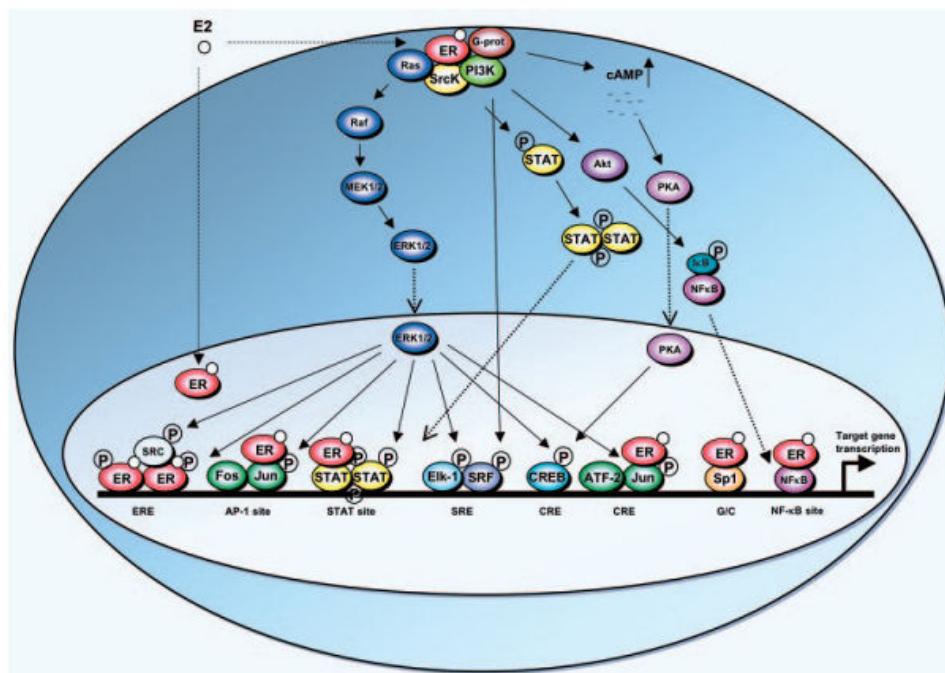 E2
ER
G-prot
Ras
SrcK
PI3K
cAMP
Raf
P
STAT
Akt
MEK1/2
PKA
P
STAT STAT
P
ERK1/2
P
IκB
NFκB
ERK1/2
PKA
ER
P
SRC
P
P
ER ER
ER
P
Fos Jun
ER
P
P
STAT STAT
P
P
P
Elk-1 SRF
P
CREB
ER
P
ATF-2 Jun
ER
Sp1
ER
NFκB
Target gene
transcription
ERE
AP-1 site
STAT site
SRE
CRE
CRE
G/C
NF-κB site